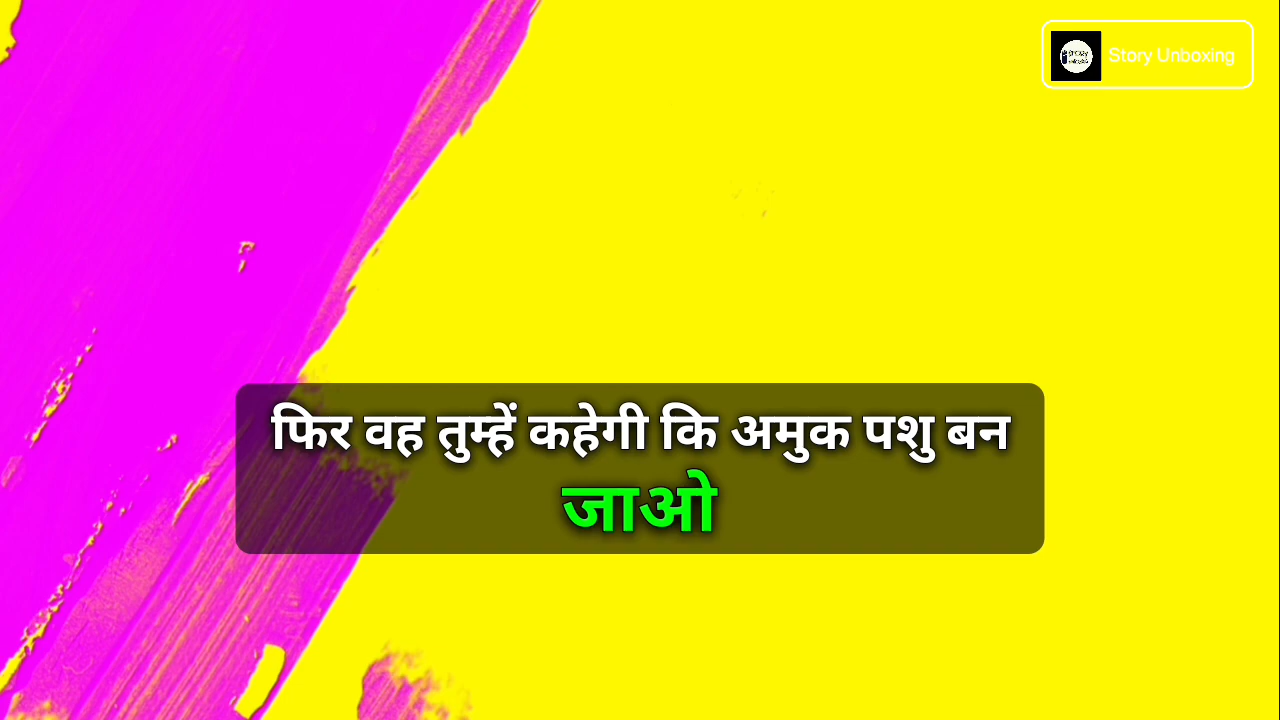 Story Unboxing
फिर वह तुम्हें कहेगी कि अमुक पशु बन
जाओ